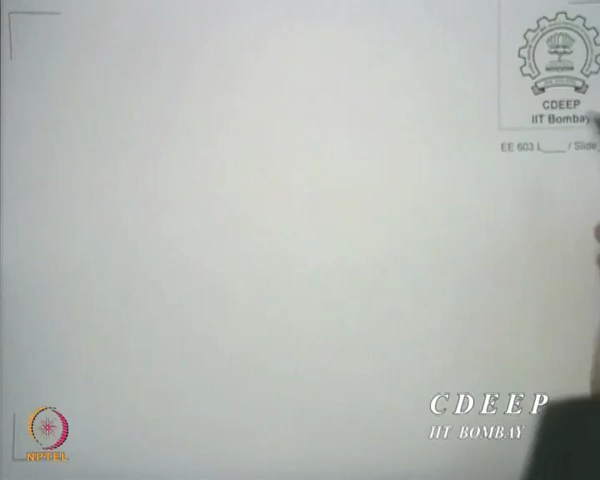 CDEEP
IIT Bombay
EE 603 L____ / Slide
CDEEP
IIT BOMBAY
NPTEL